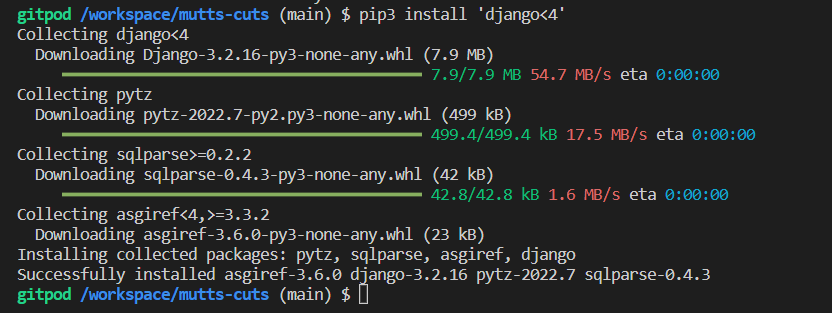 gitpod /workspace/mutts-cuts (main) $ pip3 install 'django<4'
Collecting django<4
Downloading Django-3.2.16-py3-none-any.whl (7.9 MB)
7.9/7.9 MB 54.7 MB/s eta 0:00:00
Collecting pytz
Downloading pytz-2022.7-py2.py3-none-any.whl (499 kB)
499.4/499.4 kB 17.5 MB/s eta 0:00:00
Collecting sqlparse>=0.2.2
Downloading sqlparse-0.4.3-py3-none-any.whl (42 kB)
42.8/42.8 kB 1.6 MB/s eta 0:00:00
Collecting asgiref<4,>=3.3.2
Downloading asgiref-3.6.0-py3-none-any.whl (23 kB)
Installing collected packages: pytz, sqlparse, asgiref, django
Successfully installed asgiref-3.6.0 django-3.2.16 pytz-2022.7 sqlparse-0.4.3
gitpod /workspace/mutts-cuts (main) $